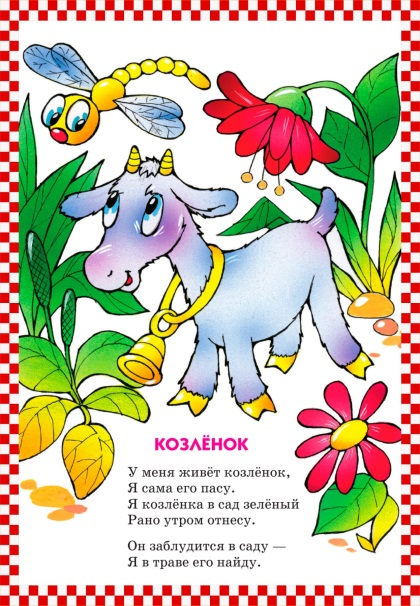 КОЗЛЁНОК
У меня живёт козлёнок,
Я сама его пасу.
Я козлёнка в сад зелёный
Рано утром отнесу.
Он заблудится в саду —
Я в траве его найду.